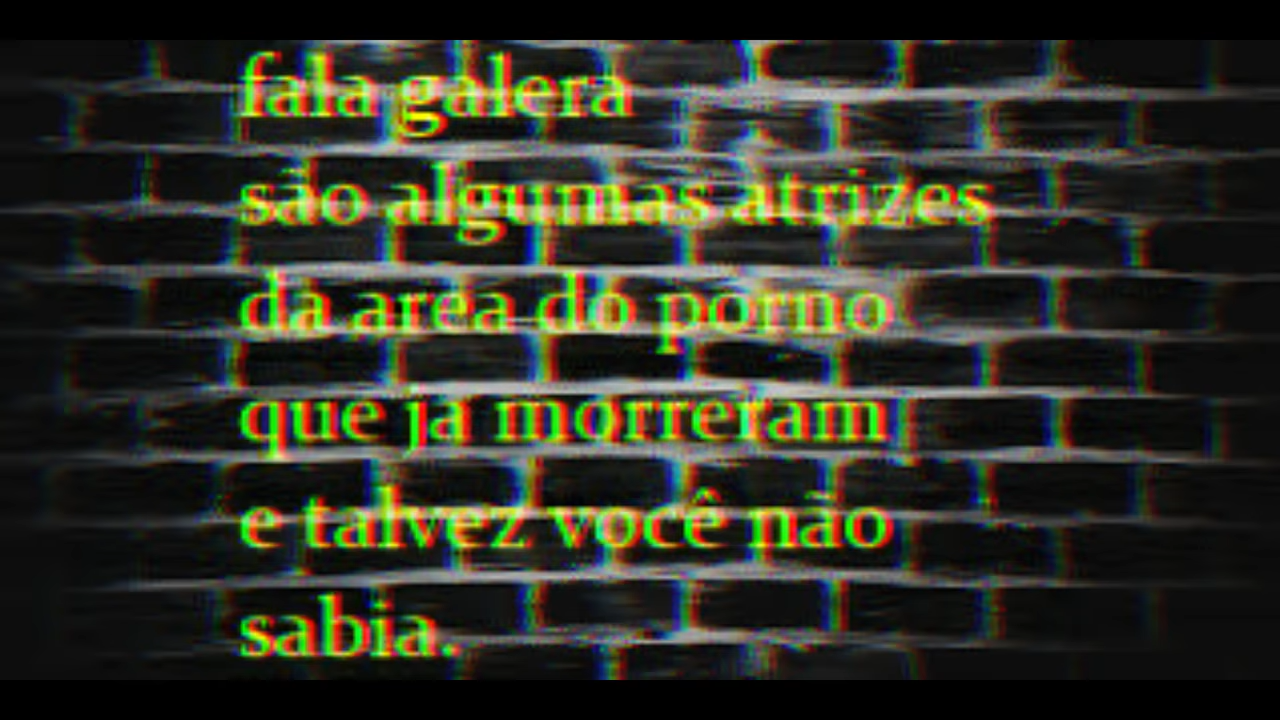 fala galera
são algumas atrizes
da area do porno
que ja morreram
e talvez você não
sabia.